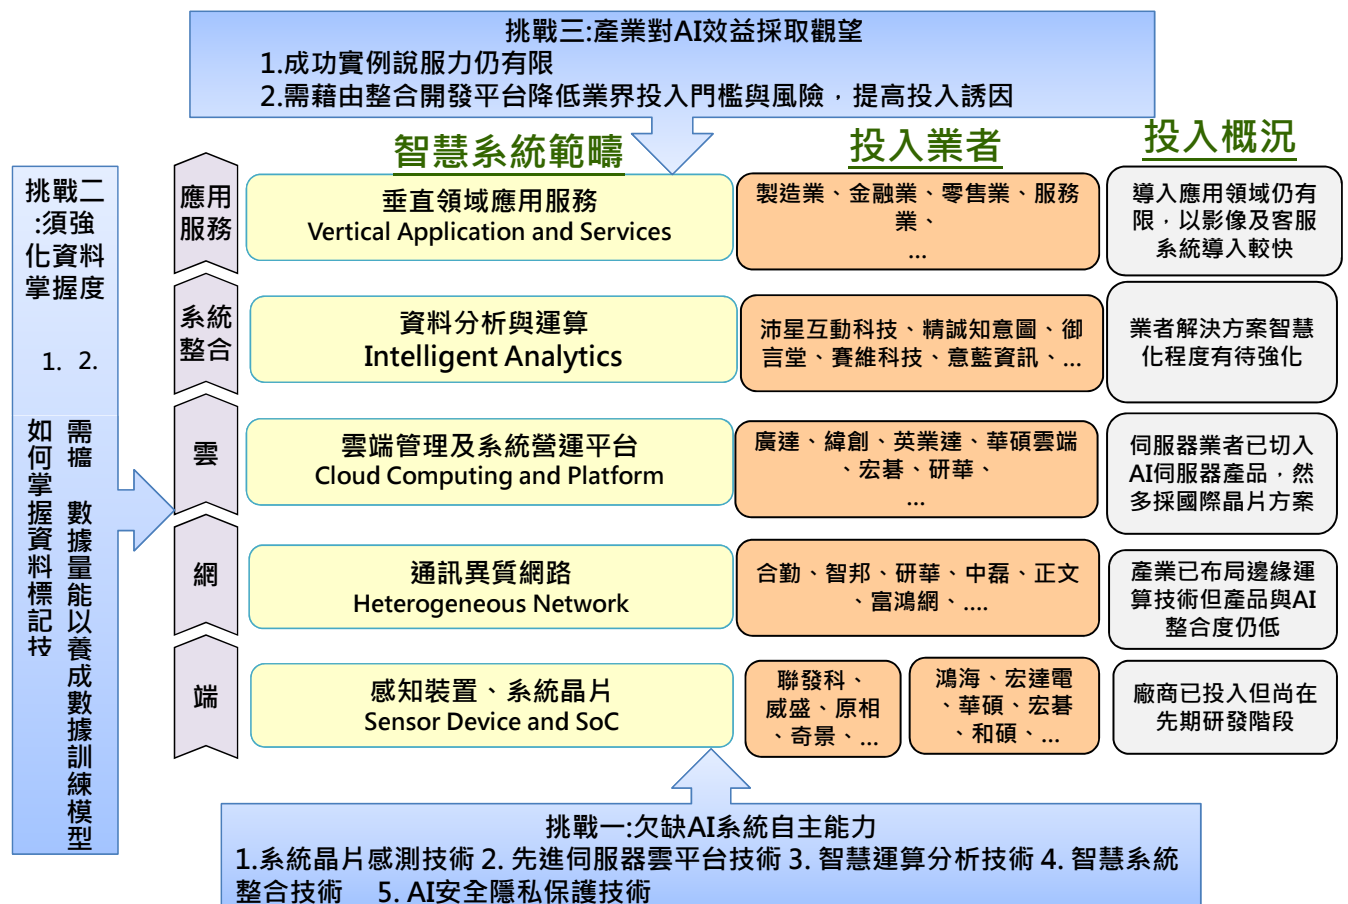 挑戰三:產業對AI效益採取觀望
1.成功實例說服力仍有限
2.需藉由整合開發平台降低業界投入門檻與風險，提高投入誘因
智慧系統範疇
投入業者
投入概況
挑戰二
:須強
化資料
掌握度
1. 2.
如何掌握資料標記技
需擴 數據量能以養成數據訓練模型
應用
服務
垂直領域應用服務
Vertical Application and Services
製造業、金融業、零售業、服務
業、
...
導入應用領域仍有
限，以影像及客服
系統導入較快
系統
整合
資料分析與運算
Intelligent Analytics
沛星互動科技、精誠知意圖、御
言堂、賽維科技、意藍資訊、...
業者解決方案智慧
化程度有待強化
雲
雲端管理及系統營運平台
Cloud Computing and Platform
廣達、緯創、英業達、華碩雲端
、宏碁、研華、
...
伺服器業者已切入
AI伺服器產品，然
多採國際晶片方案
網
通訊異質網路
Heterogeneous Network
合勤、智邦、研華、中磊、正文
、富鴻網、....
產業已布局邊緣運
算技術但產品與AI
整合度仍低
端
感知裝置、系統晶片
Sensor Device and SoC
聯發科、
威盛、原相
、奇景、...
鴻海、宏達電
、華碩、宏碁
、和碩、...
廠商已投入但尚在
先期研發階段
挑戰一:欠缺AI系統自主能力
1.系統晶片感測技術 2. 先進伺服器雲平台技術 3. 智慧運算分析技術 4. 智慧系統
整合技術 5. AI安全隱私保護技術